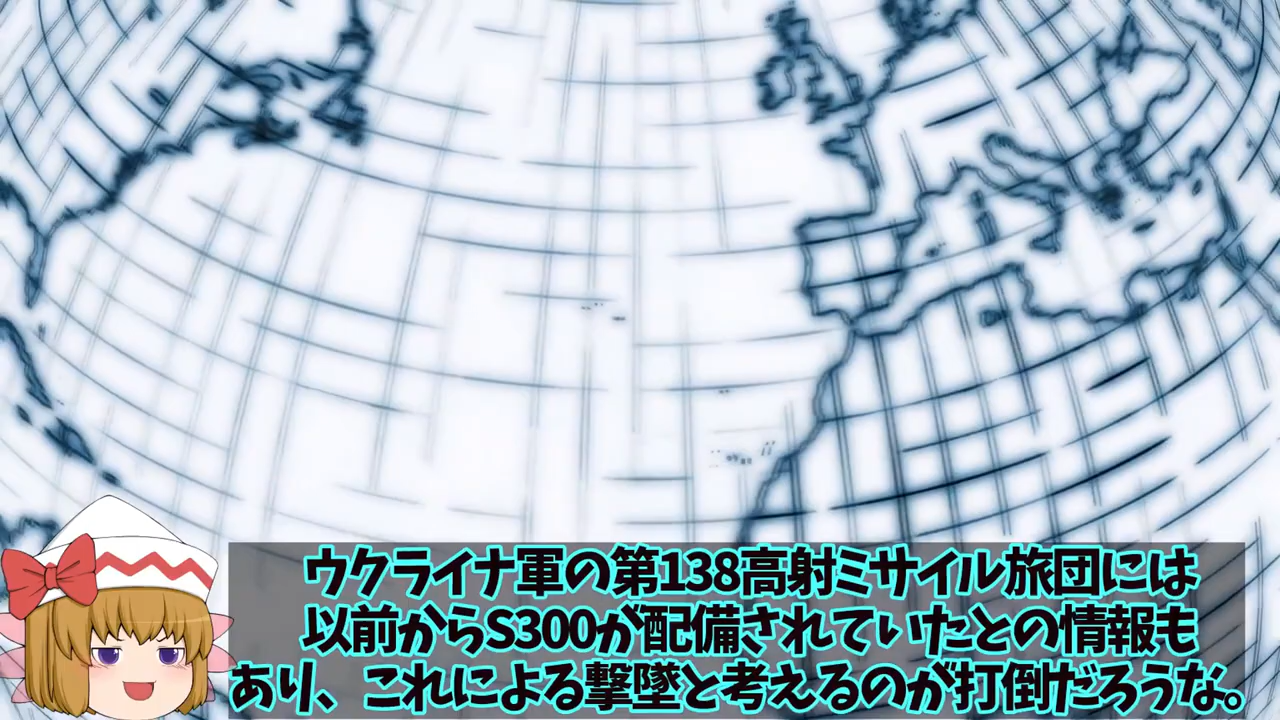 ウクライナ軍の第138高射ミサイル旅団には
以前からS300が配備されていたとの情報も
あり、これによる撃墜と考えるのが打倒だろうな。